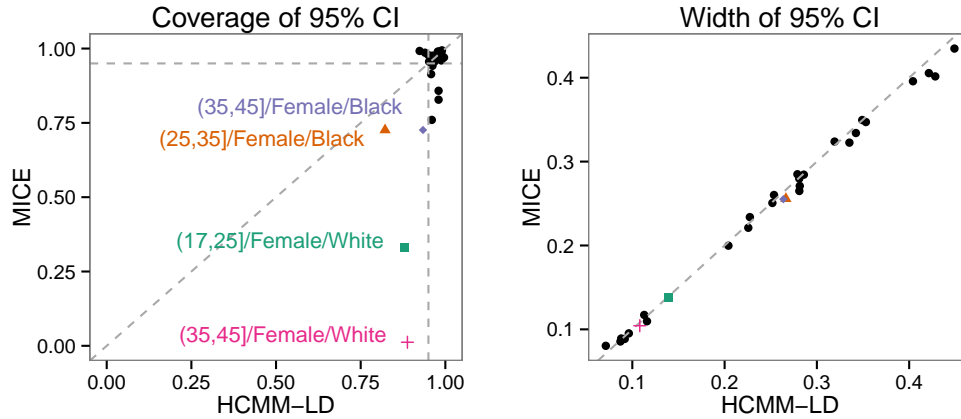 Coverage of 95% CI
MICE
1.00
0.75
0.50
0.25
0.00
(35,45]/Female/Black
(25,35]/Female/Black
(17,25]/Female/White
(35,45]/Female/White
0.00
0.25
0.50
0.75
1.00
HCMM−LD
Width of 95% CI
MICE
0.4
0.3
0.2
0.1
0.1
0.2
0.3
0.4
HCMM−LD